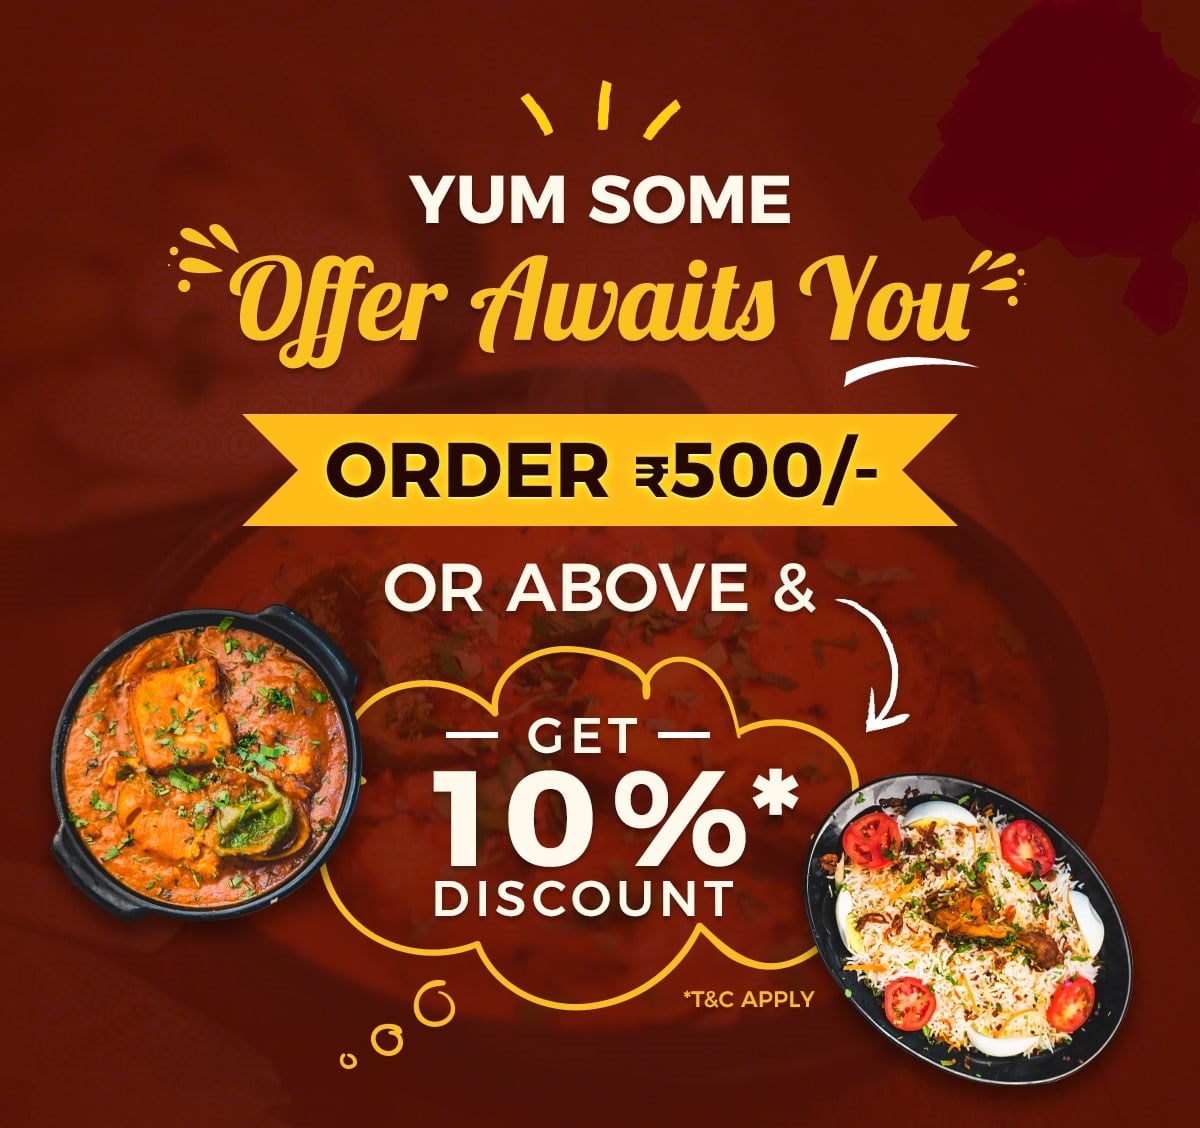 YUM SOME
Offer Awaits You
ORDER ₹500/-
OR ABOVE &
— GET —
10%*
DISCOUNT
*T&C APPLY